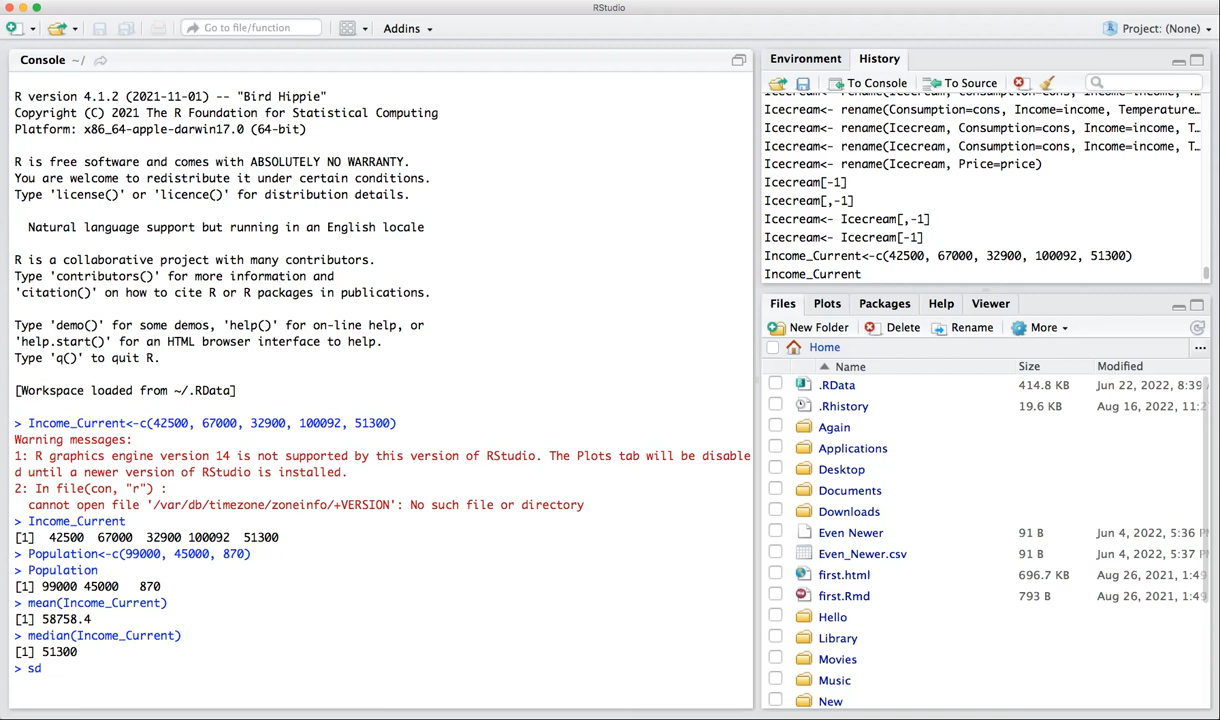 RStudio
Go to file/function
Addins
Project: (None)
Console ~/
R version 4.1.2 (2021-11-01) -- "Bird Hippie"
Copyright (C) 2021 The R Foundation for Statistical Computing
Platform: x86_64-apple-darwin17.0 (64-bit)
R is free software and comes with ABSOLUTELY NO WARRANTY.
You are welcome to redistribute it under certain conditions.
Type 'license()' or 'licence()' for distribution details.
Natural language support but running in an English locale
R is a collaborative project with many contributors.
Type 'contributors()' for more information and
'citation()' on how to cite R or R packages in publications.
Type 'demo()' for some demos, 'help()' for on-line help, or
'help.start()' for an HTML browser interface to help.
Type 'q()' to quit R.
[Workspace loaded from ~/.RData]
> Income_Current<-c(42500, 67000, 32900, 100092, 51300)
Warning messages:
1: R graphics engine version 14 is not supported by this version of RStudio. The Plots tab will be disable
d until a newer version of RStudio is installed.
2: In file(con, "r") :
cannot open file '/var/db/timezone/zoneinfo/+VERSION': No such file or directory
> Income_Current
[1]  42500  67000  32900 100092  51300
> Population<-c(99000, 45000, 870)
> Population
[1] 99000 45000   870
> mean(Income_Current)
[1] 58758.4
> median(Income_Current)
[1] 51300
> sd
Environment History
To Console To Source
Icecream<- rename(Consumption=cons, Income=income, Temperature…
Icecream<- rename(Icecream, Consumption=cons, Income=income, T…
Icecream<- rename(Icecream, Consumption=cons, Income=income, T…
Icecream<- rename(Icecream, Price=price)
Icecream[-1]
Icecream[,-1]
Icecream<- Icecream[,-1]
Icecream<- Icecream[-1]
Income_Current<-c(42500, 67000, 32900, 100092, 51300)
Income_Current
Files Plots Packages Help Viewer
New Folder Delete Rename More
Home ...
Name Size Modified
.RData 414.8 KB Jun 22, 2022, 8:39
.Rhistory 19.6 KB Aug 16, 2022, 11:2
Again
Applications
Desktop
Documents
Downloads
Even Newer 91 B Jun 4, 2022, 5:36 P
Even_Newer.csv 91 B Jun 4, 2022, 5:37 P
first.html 696.7 KB Aug 26, 2021, 1:49
first.Rmd 793 B Aug 26, 2021, 1:49
Hello
Library
Movies
Music
New